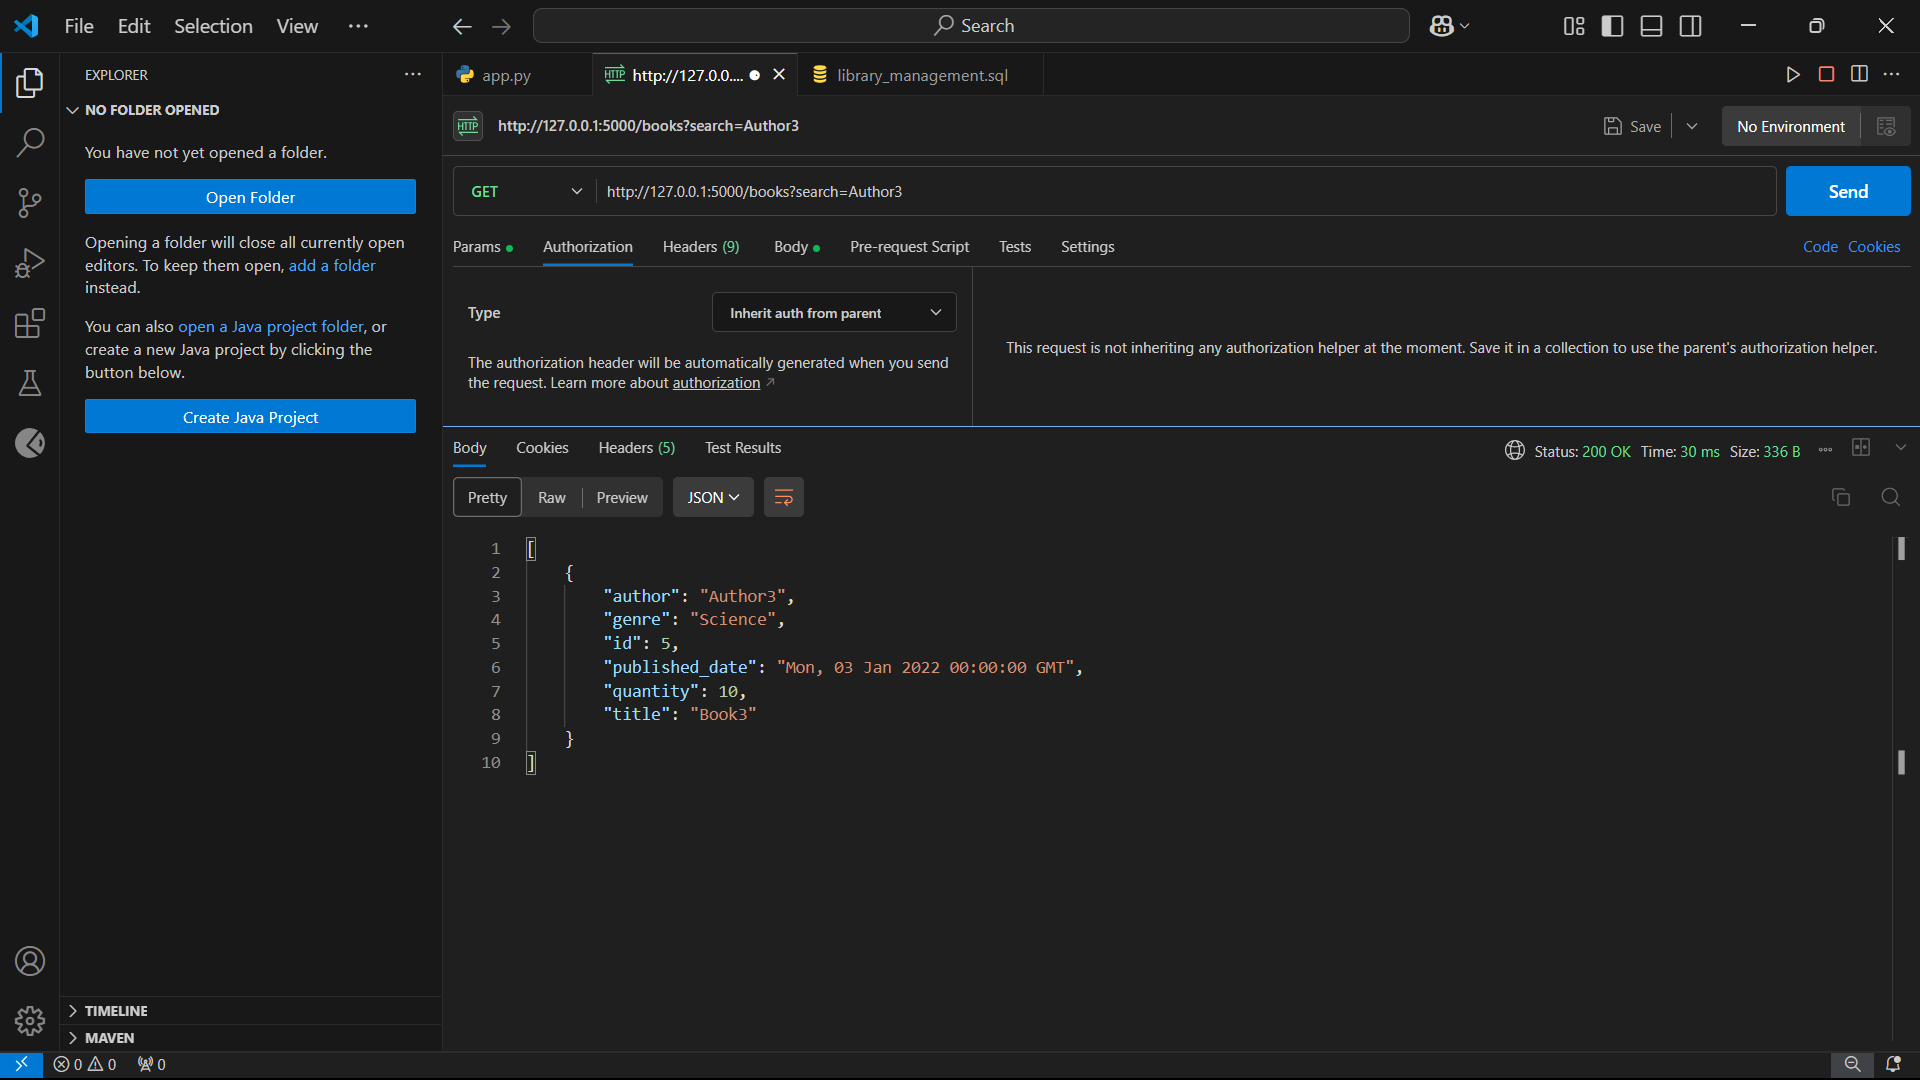 File Edit Selection View ···
Search
EXPLORER ···
NO FOLDER OPENED
You have not yet opened a folder.
Open Folder
Opening a folder will close all currently open
editors. To keep them open, add a folder
instead.
You can also open a Java project folder, or
create a new Java project by clicking the
button below.
Create Java Project
TIMELINE
MAVEN
app.py
HTTP http://127.0.0....
library_management.sql
HTTP http://127.0.0.1:5000/books?search=Author3
Save
No Environment
GET http://127.0.0.1:5000/books?search=Author3
Send
Params Authorization Headers (9) Body Pre-request Script Tests Settings
Code Cookies
Type
Inherit auth from parent
The authorization header will be automatically generated when you send
the request. Learn more about authorization ↗
This request is not inheriting any authorization helper at the moment. Save it in a collection to use the parent's authorization helper.
Body Cookies Headers (5) Test Results
Status: 200 OK Time: 30 ms Size: 336 B
Pretty Raw Preview JSON
1 [
2 {
3 "author": "Author3",
4 "genre": "Science",
5 "id": 5,
6 "published_date": "Mon, 03 Jan 2022 00:00:00 GMT",
7 "quantity": 10,
8 "title": "Book3"
9 }
10 ]
0 0 0